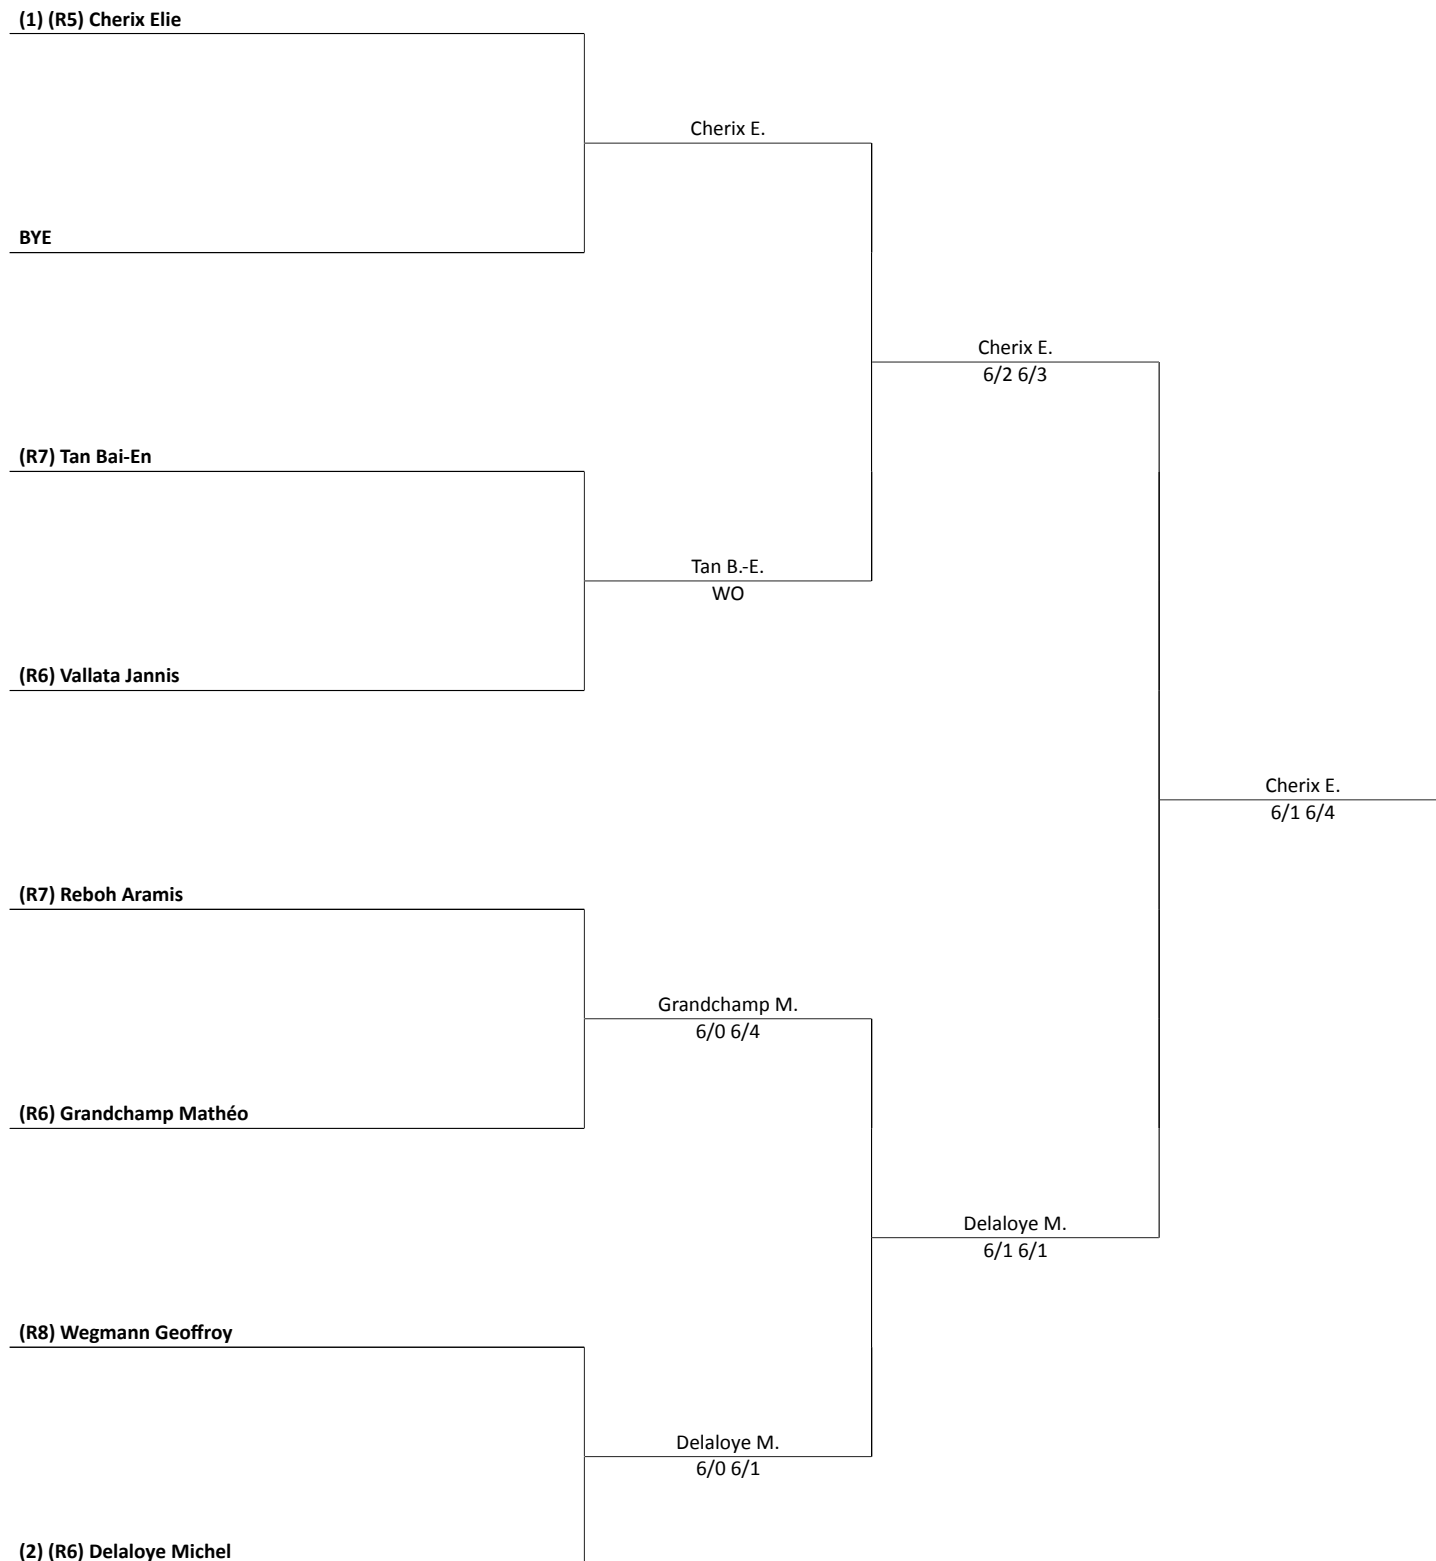 (1) (R5) Cherix Elie
Cherix E.
BYE
Cherix E.
6/2 6/3
(R7) Tan Bai-En
Tan B.-E.
WO
(R6) Vallata Jannis
Cherix E.
6/1 6/4
(R7) Reboh Aramis
Grandchamp M.
6/0 6/4
(R6) Grandchamp Mathéo
Delaloye M.
6/1 6/1
(R8) Wegmann Geoffroy
Delaloye M.
6/0 6/1
(2) (R6) Delaloye Michel